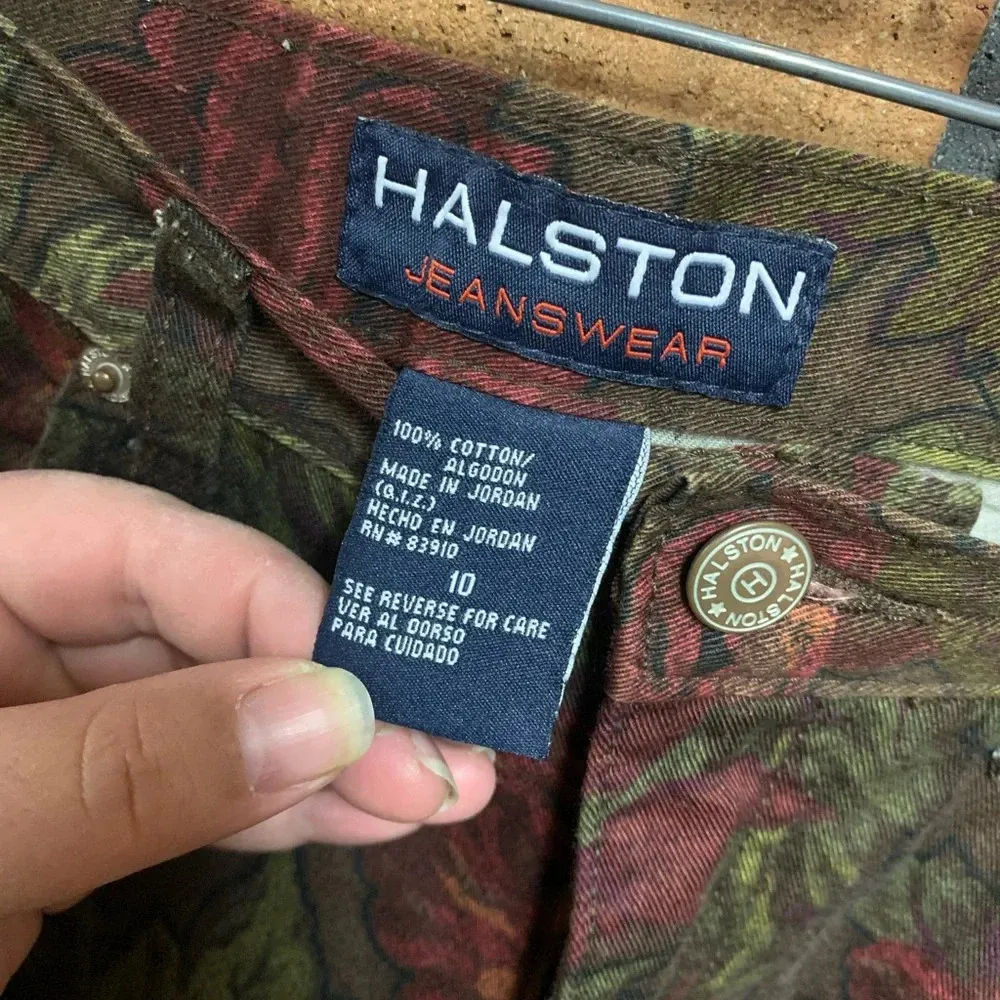 HALSTON
JEANSWEAR
100% COTTON/
ALGODON
MADE IN JORDAN
(Q.I.Z.)
HECHO EN JORDAN
RN# 83910
10
SEE REVERSE FOR CARE
VER AL DORSO
PARA CUIDADO
HALSTON ★ HALSTON ★
H